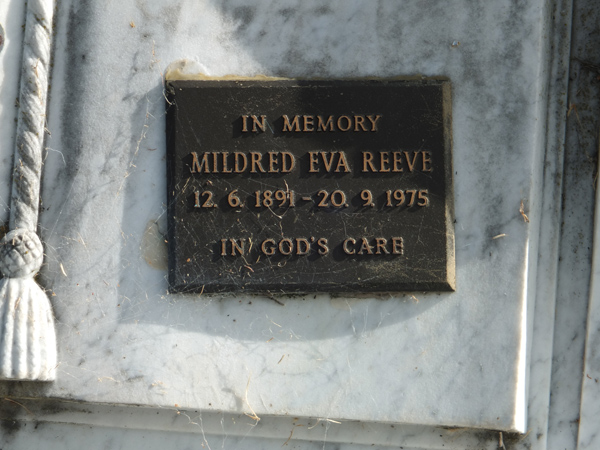 IN MEMORY
MILDRED EVA REEVE
12. 6. 1891 - 20. 9. 1975
IN GOD'S CARE